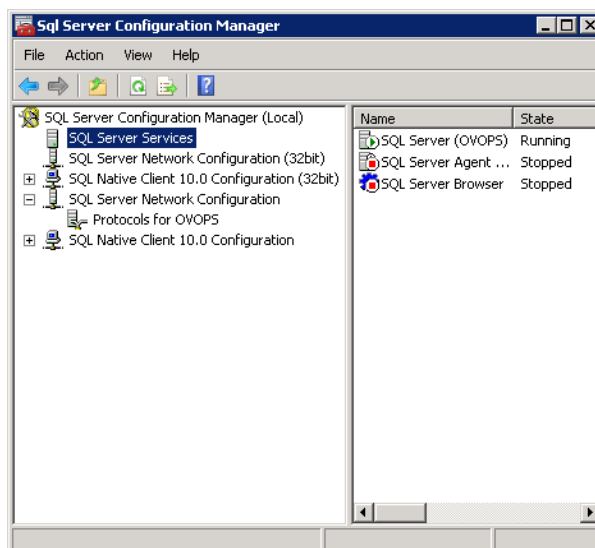 Sql Server Configuration Manager
File Action View Help
SQL Server Configuration Manager (Local)
SQL Server Services
SQL Server Network Configuration (32bit)
SQL Native Client 10.0 Configuration (32bit)
SQL Server Network Configuration
Protocols for OVOPS
SQL Native Client 10.0 Configuration
Name State
SQL Server (OVOPS) Running
SQL Server Agent ... Stopped
SQL Server Browser Stopped